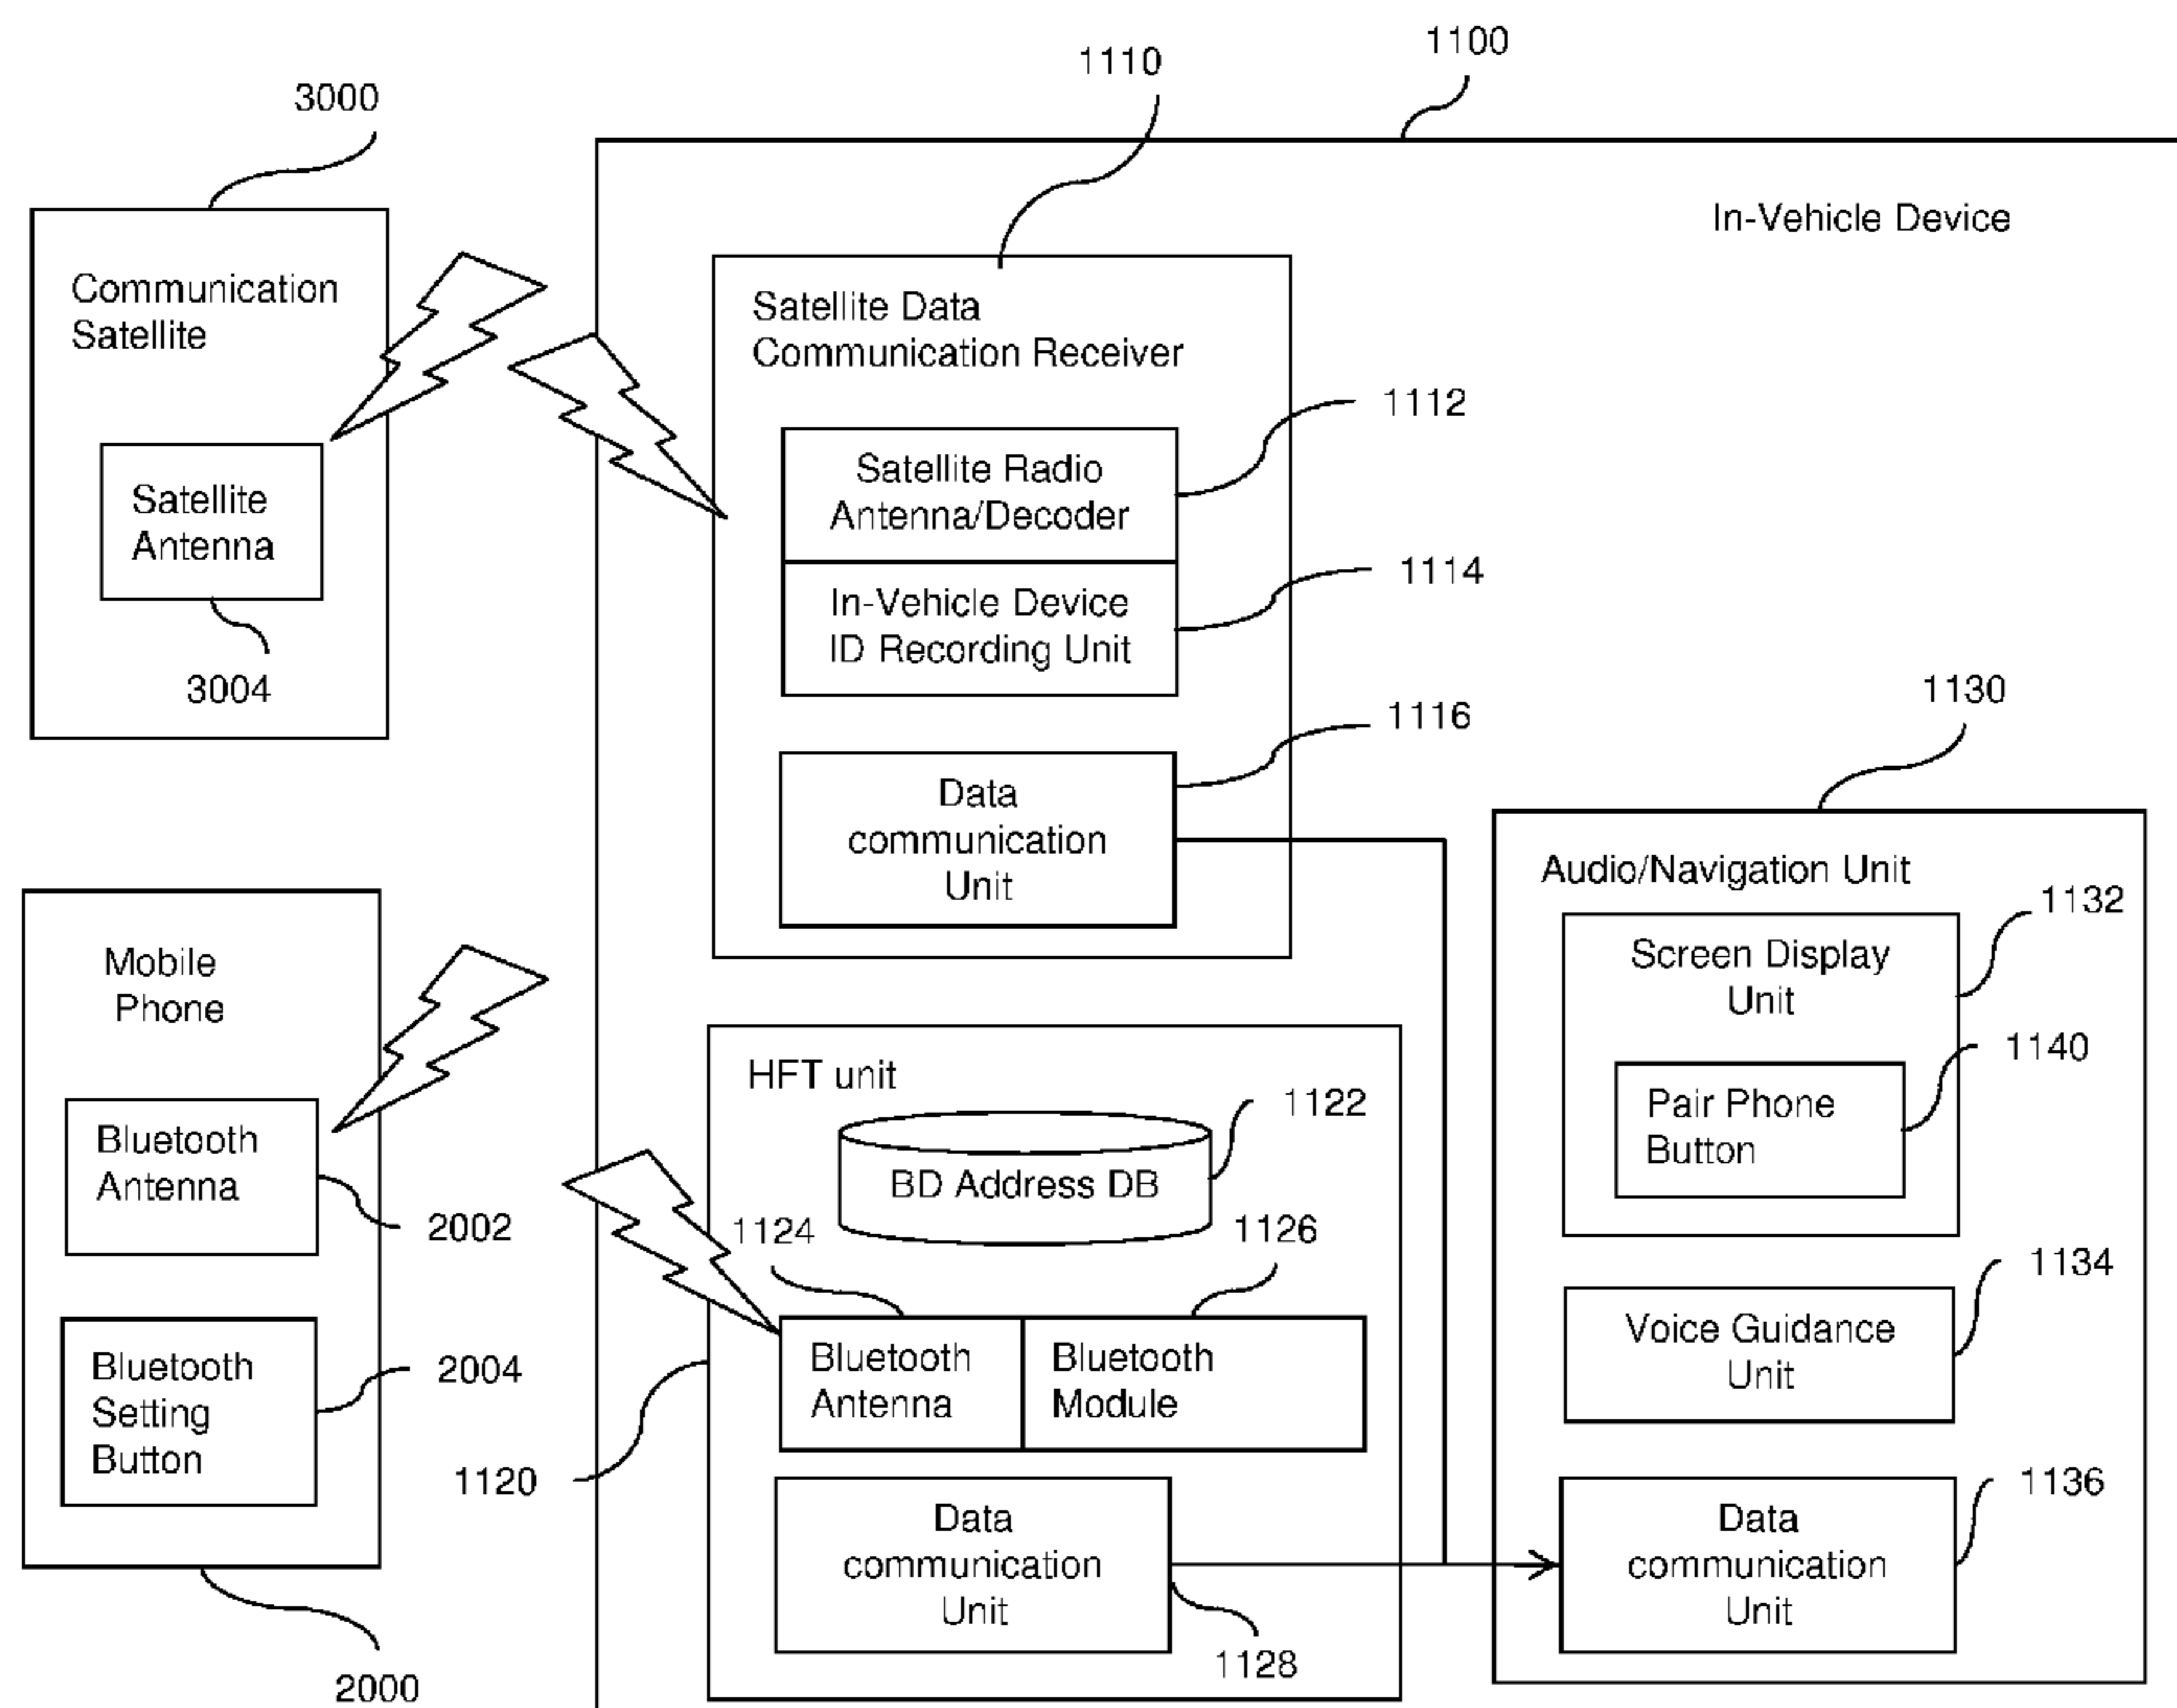 1100
1110
3000
In-Vehicle Device
Communication
Satellite
Satellite Data
Communication Receiver
1112
Satellite Radio
Antenna/Decoder
Satellite
Antenna
1114
In-Vehicle Device
ID Recording Unit
3004
1130
1116
Data
communication
Unit
Audio/Navigation Unit
1132
Screen Display
Unit
Mobile
Phone
1140
HFT unit
Pair Phone
Button
1122
BD Address DB
Bluetooth
Antenna
2002
1124
1126
1134
Voice Guidance
Unit
Bluetooth
Antenna
Bluetooth
Module
Bluetooth
Setting
Button
2004
1120
1136
Data
communication
Unit
Data
communication
Unit
1128
2000